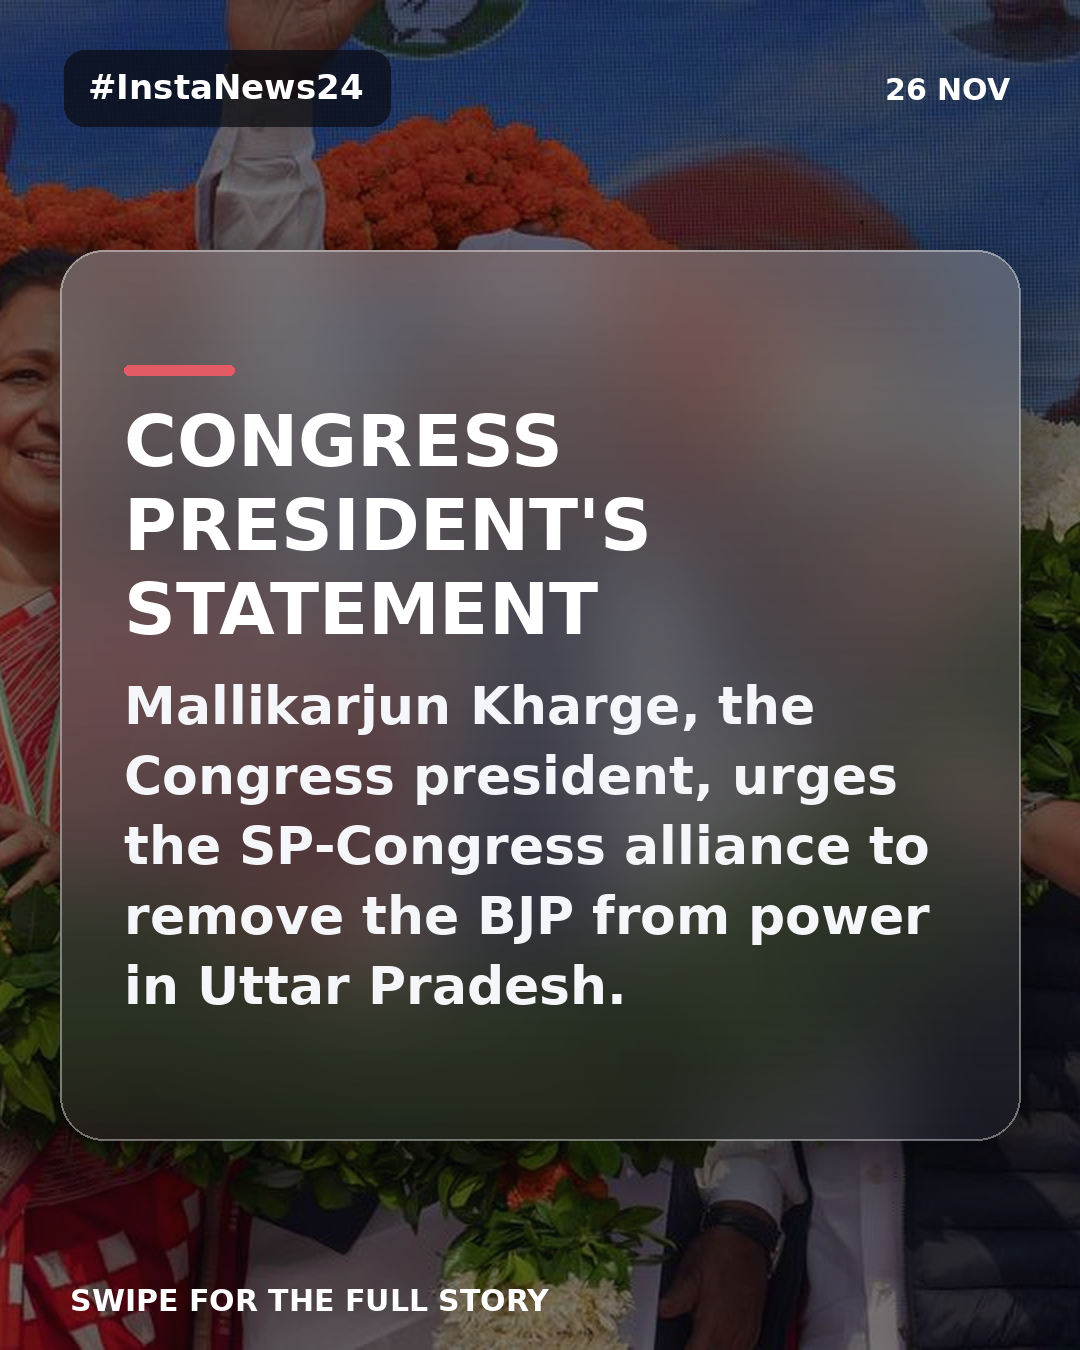 #InstaNews24
26 NOV
CONGRESS
PRESIDENT'S
STATEMENT
Mallikarjun Kharge, the
Congress president, urges
the SP-Congress alliance to
remove the BJP from power
in Uttar Pradesh.
SWIPE FOR THE FULL STORY